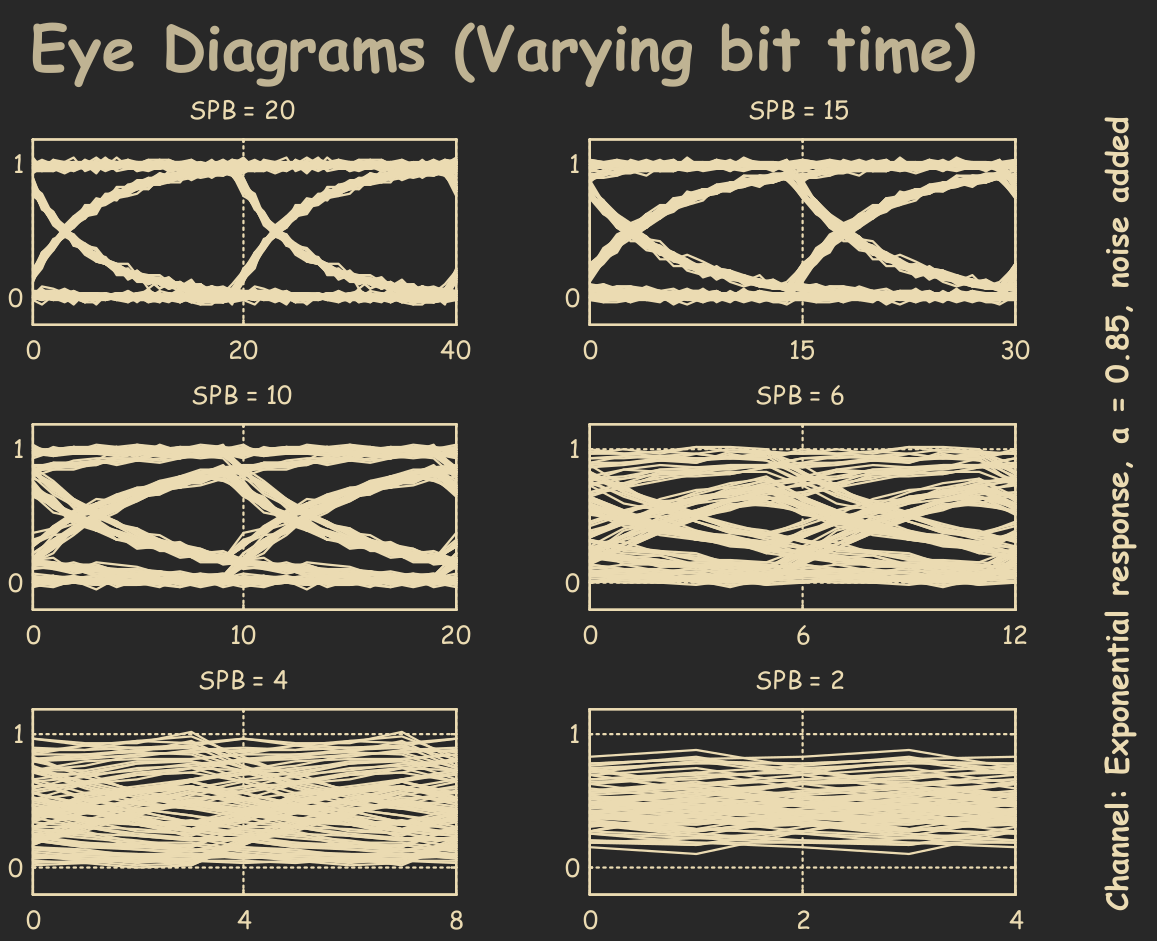 Eye Diagrams (Varying bit time)
SPB = 20
1
0
0 20 40
SPB = 15
1
0
0 15 30
SPB = 10
1
0
0 10 20
SPB = 6
1
0
0 6 12
SPB = 4
1
0
0 4 8
SPB = 2
1
0
0 2 4
Channel: Exponential response, a = 0.85, noise added